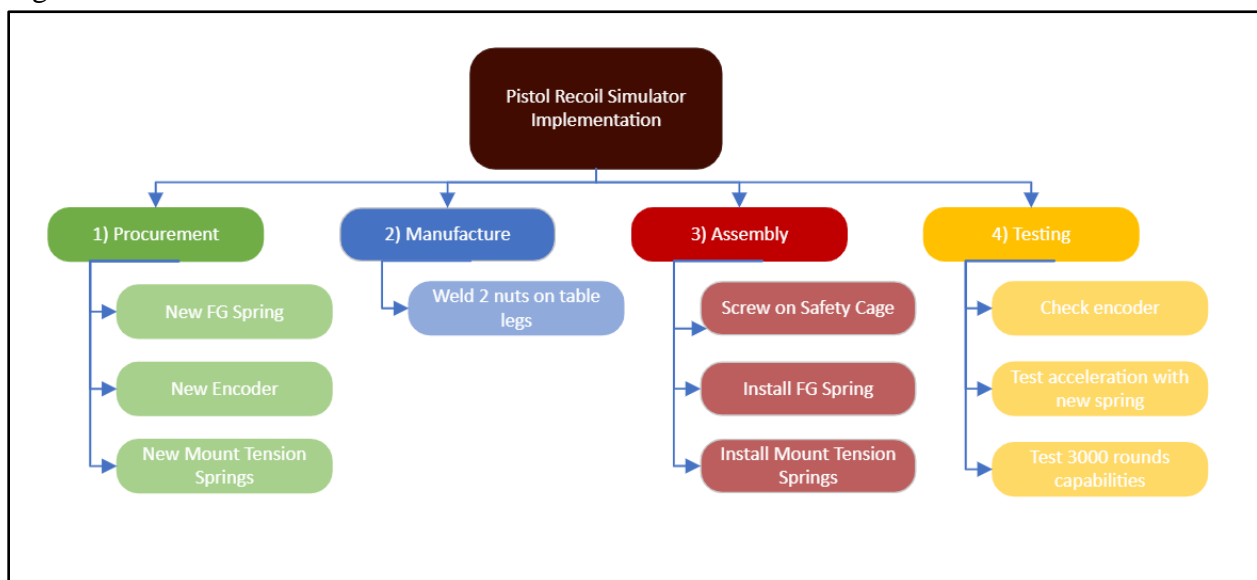 Pistol Recoil Simulator
Implementation
1) Procurement
2) Manufacture
3) Assembly
4) Testing
New FG Spring
New Encoder
New Mount Tension
Springs
Weld 2 nuts on table
legs
Screw on Safety Cage
Install FG Spring
Install Mount Tension
Springs
Check encoder
Test acceleration with
new spring
Test 3000 rounds
capabilities